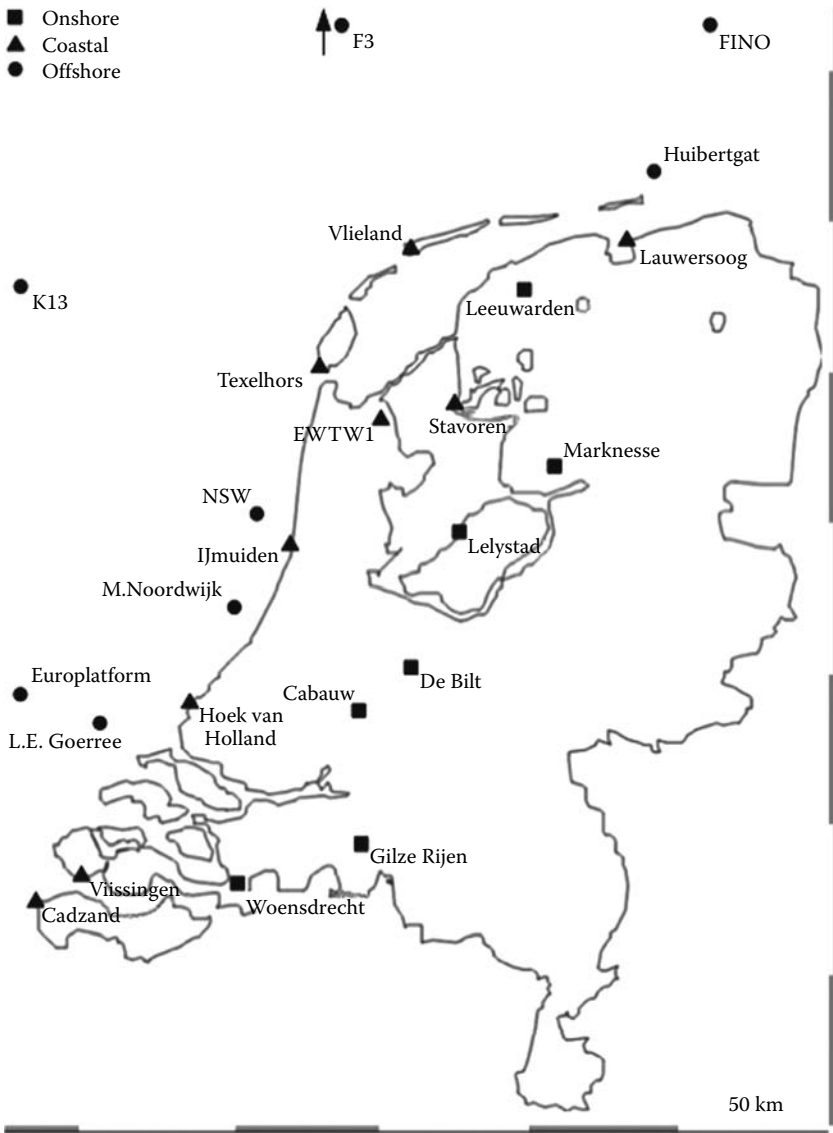 Onshore
Coastal
Offshore
F3
FINO
Huibertgat
Vlieland
Lauwersoog
K13
Leeuwarden
Texelhors
EWTW1
Stavoren
Marknesse
NSW
IJmuiden
Lelystad
M.Noordwijk
Europlatform
De Bilt
Cabauw
L.E. Goerree
Hoek van
Holland
Gilze Rijen
Viissingen
Woensdrecht
Cadzand
50 km